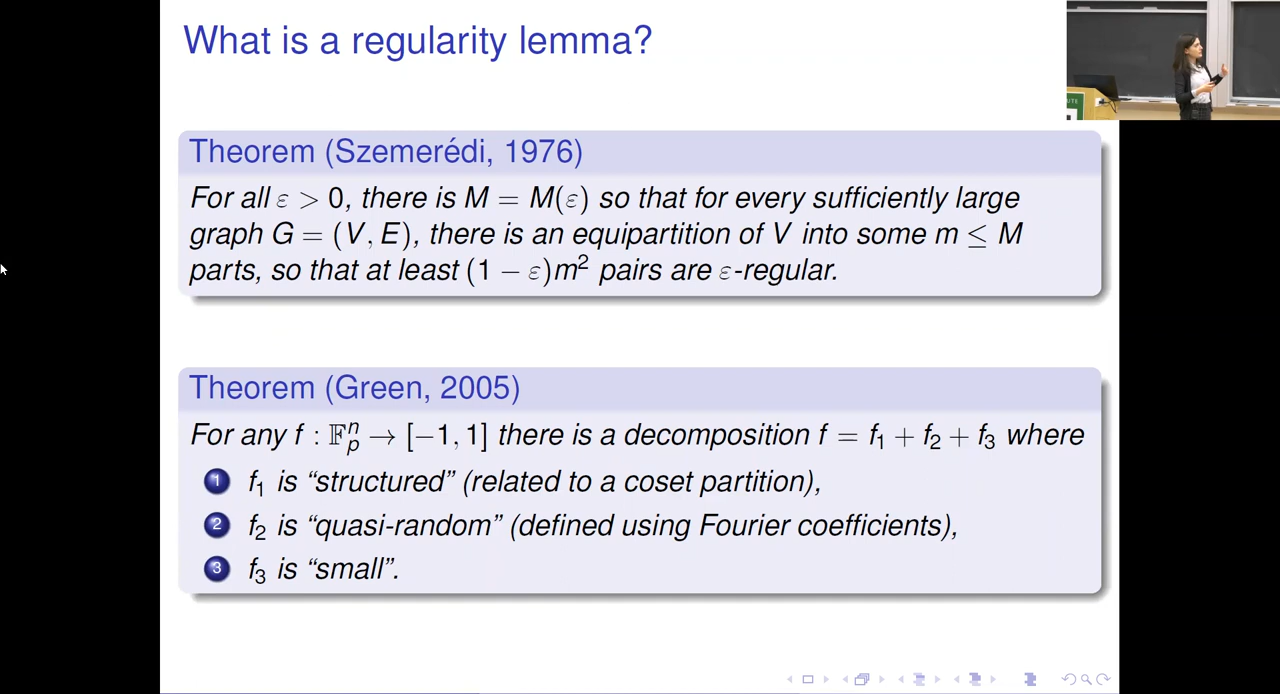 What is a regularity lemma?
Theorem (Szemerédi, 1976)
For all ε > 0, there is M = M(ε) so that for every sufficiently large
graph G = (V, E), there is an equipartition of V into some m ≤ M
parts, so that at least (1 − ε)m² pairs are ε-regular.
Theorem (Green, 2005)
For any f : 𝔽ₚⁿ → [−1, 1] there is a decomposition f = f₁ + f₂ + f₃ where
1 f₁ is “structured” (related to a coset partition),
2 f₂ is “quasi-random” (defined using Fourier coefficients),
3 f₃ is “small”.